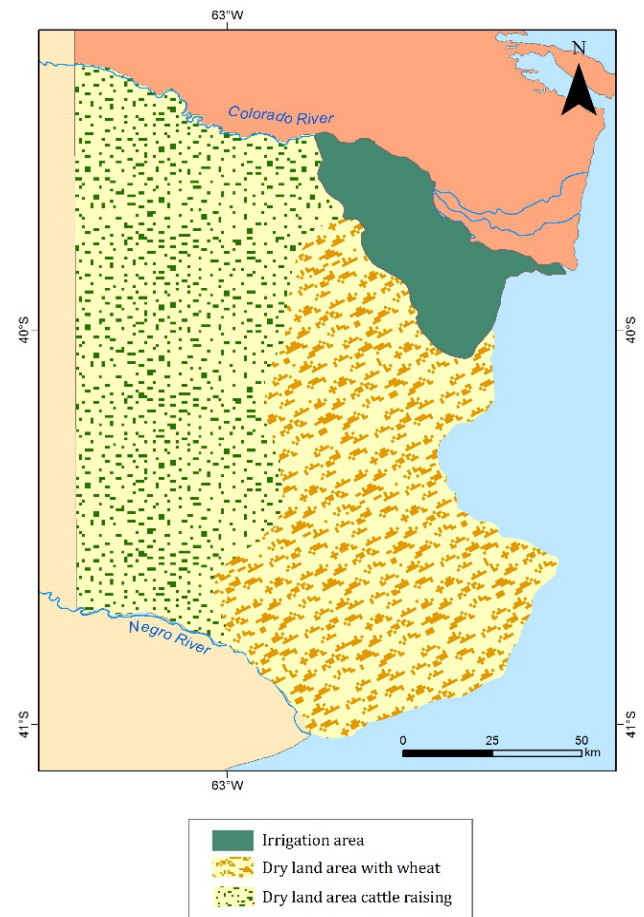 63°W
N
Colorado River
40°S
40°S
Negro River
41°S
41°S
0 25 50
km
63°W
Irrigation area
Dry land area with wheat
Dry land area cattle raising